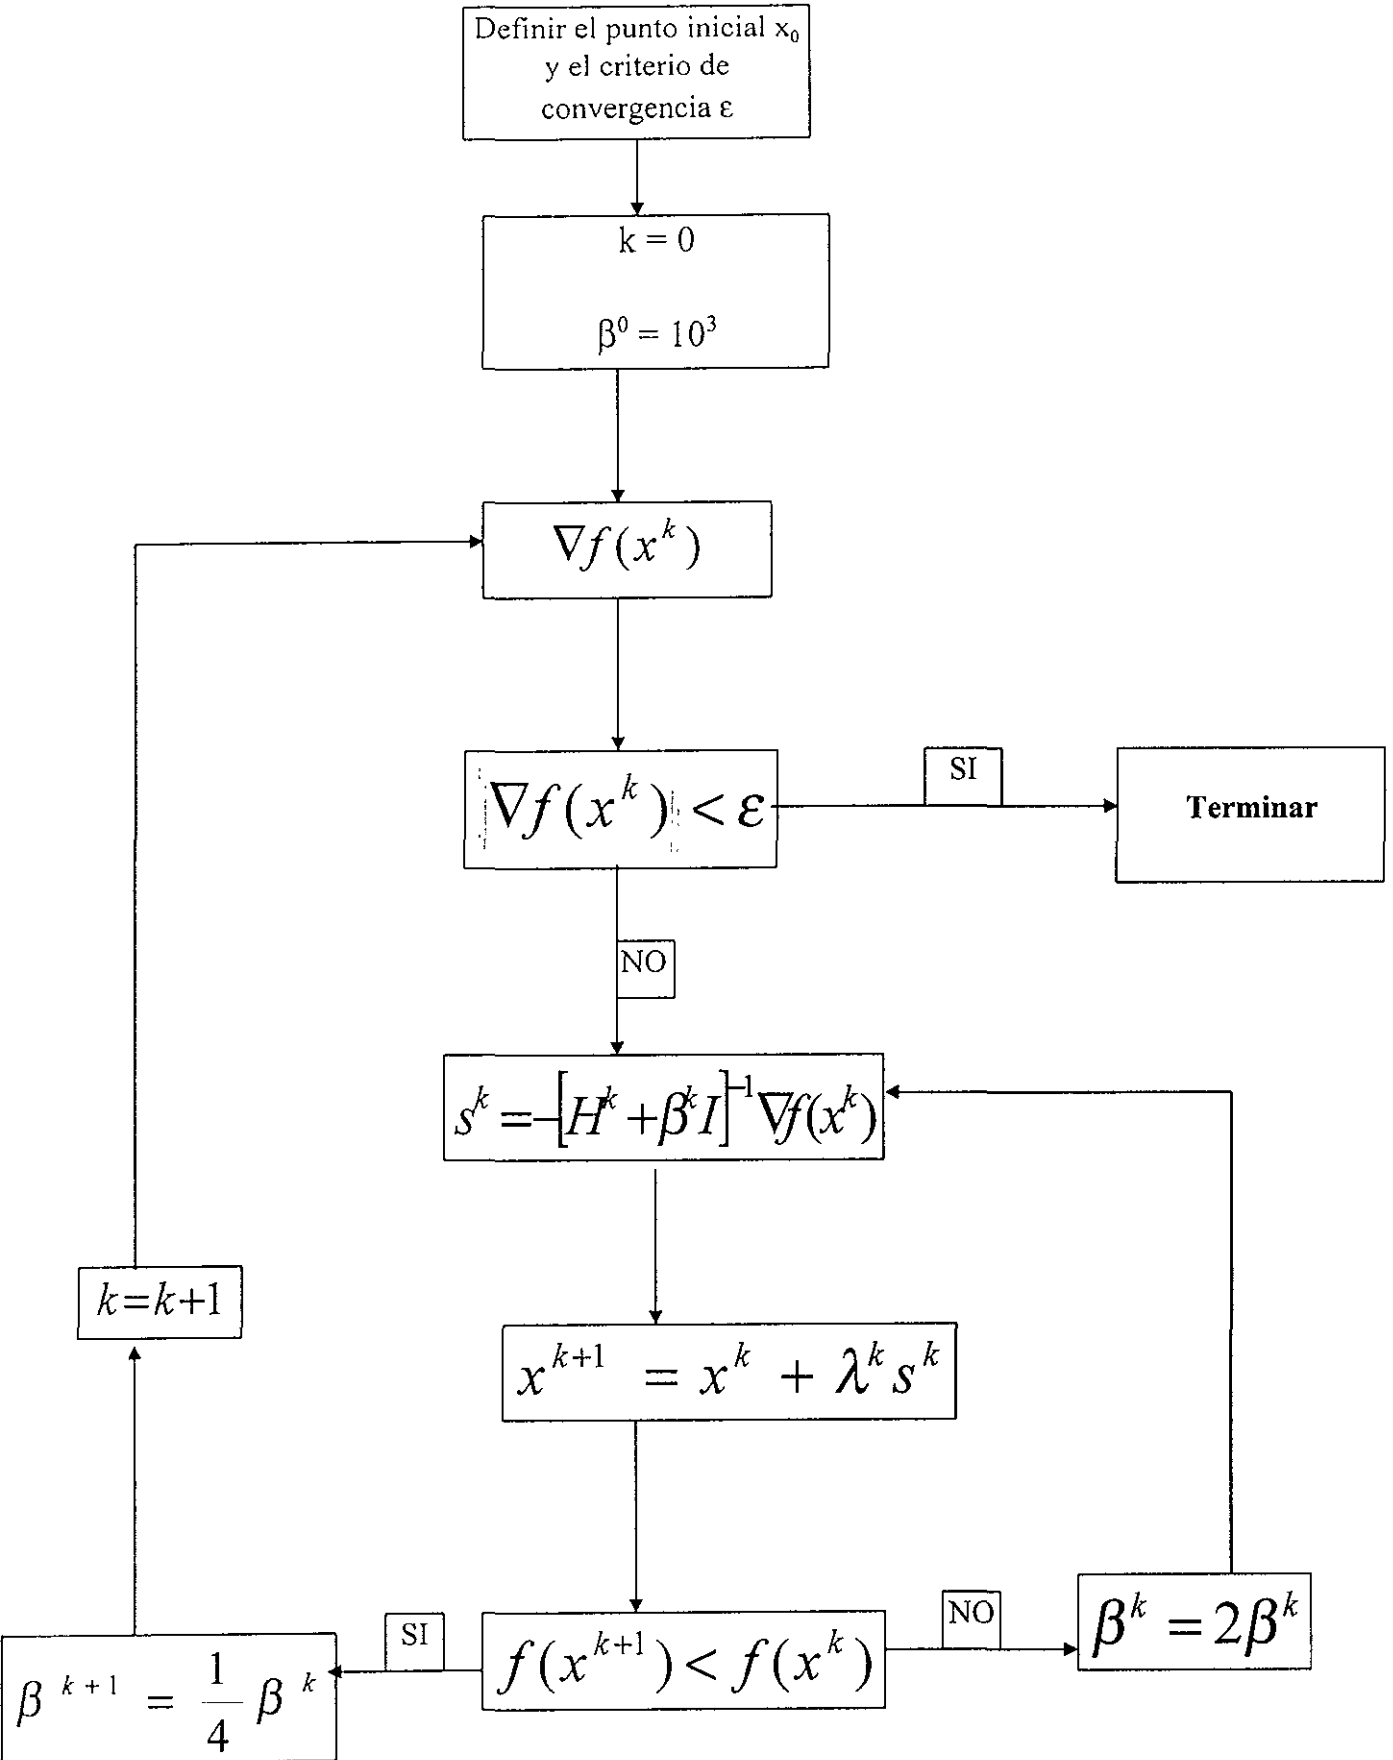 Definir el punto inicial x₀
y el criterio de
convergencia ε
k = 0
β⁰ = 10³
∇f(xᵏ)
|∇f(xᵏ)| < ε
SI
Terminar
NO
sᵏ = -[Hᵏ + βᵏI]⁻¹ ∇f(xᵏ)
k = k+1
xᵏ⁺¹ = xᵏ + λᵏ sᵏ
f(xᵏ⁺¹) < f(xᵏ)
SI
NO
βᵏ = 2βᵏ
βᵏ⁺¹ = 1/4 βᵏ